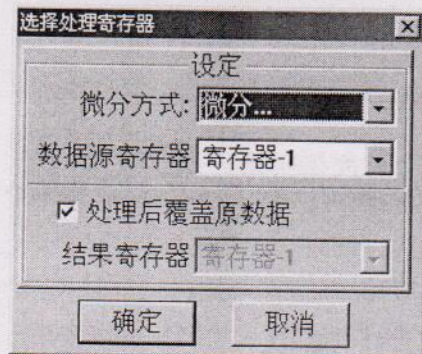 选择处理寄存器
设定
微分方式: 微分...
数据源寄存器 寄存器-1
处理后覆盖原数据
结果寄存器 寄存器-1
确定 取消